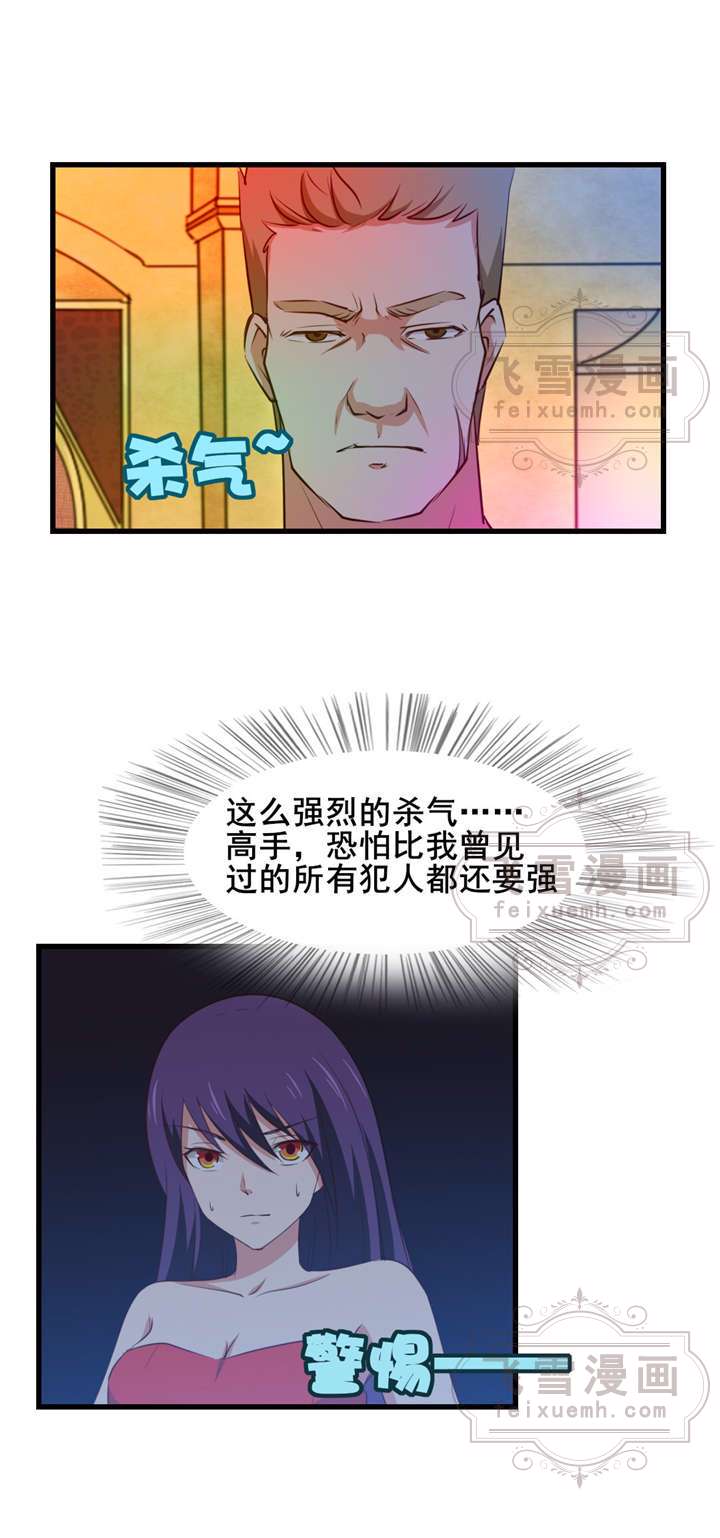 飞雪漫画
feixuemh.com
杀气~
这么强烈的杀气……
高手，恐怕比我曾见
过的所有犯人都还要强
飞雪漫画
feixuemh.com
警惕——
飞雪漫画
feixuemh.com